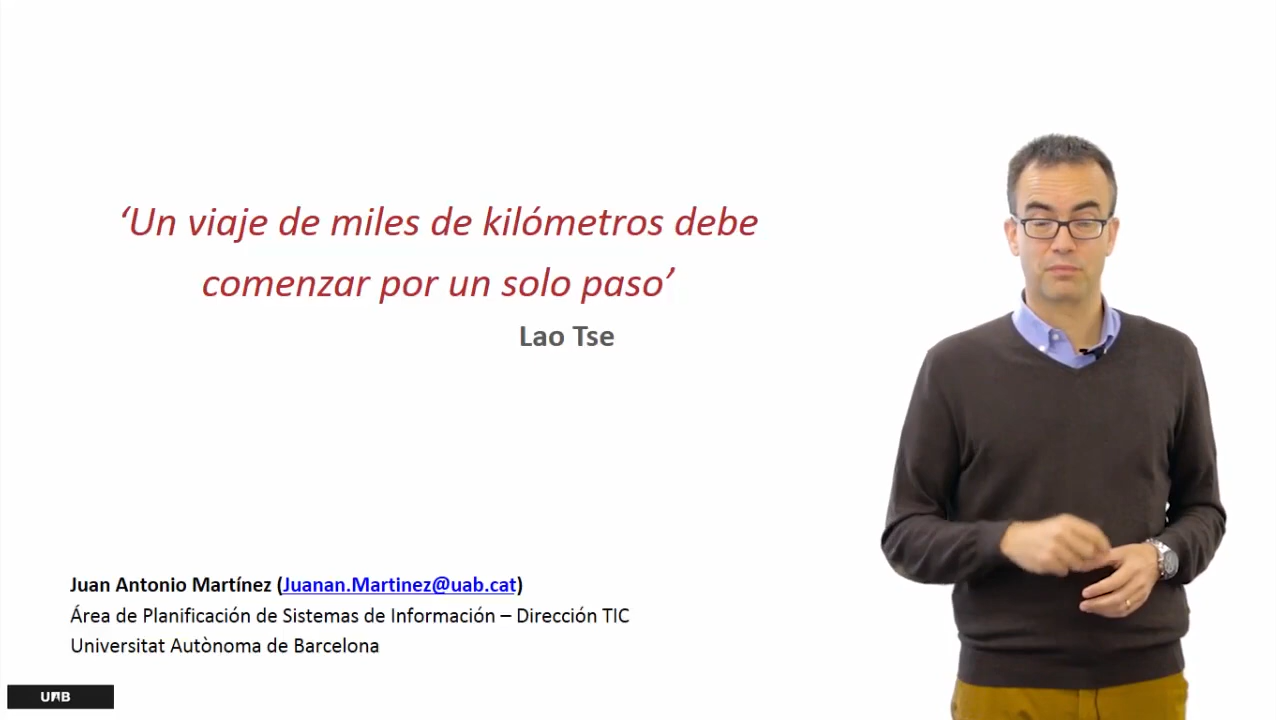 ‘Un viaje de miles de kilómetros debe
comenzar por un solo paso’
Lao Tse
Juan Antonio Martínez (Juanan.Martinez@uab.cat)
Área de Planificación de Sistemas de Información – Dirección TIC
Universitat Autònoma de Barcelona
UAB